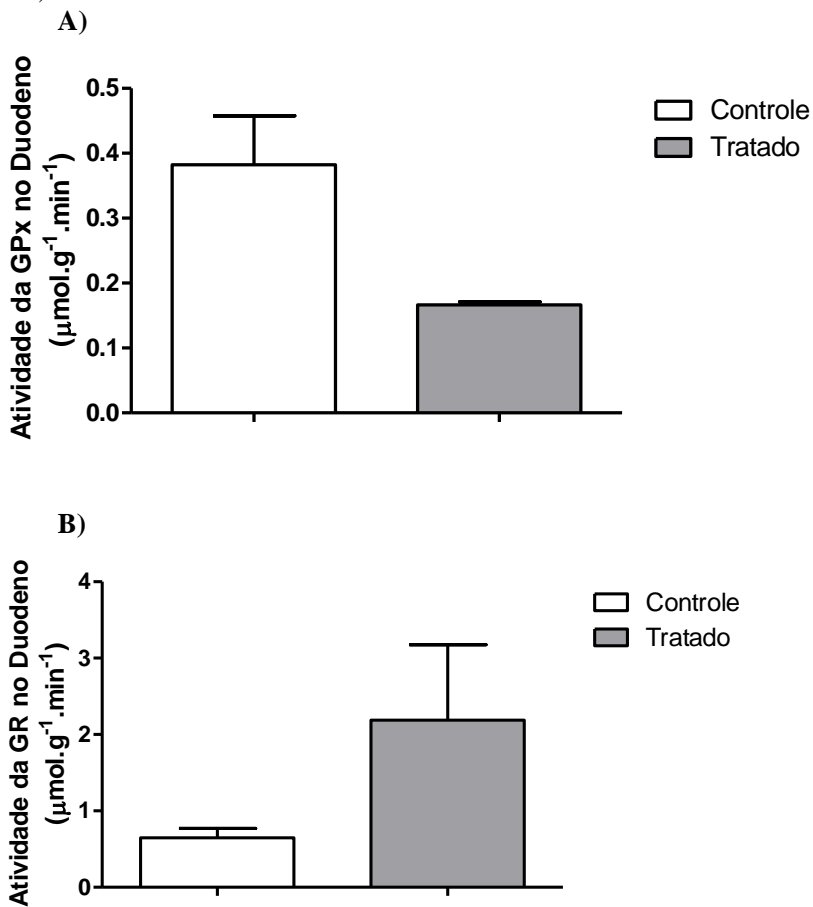 A)
Atividade da GPx no Duodeno
(μmol.g⁻¹.min⁻¹)
0.5
0.4
0.3
0.2
0.1
0.0
Controle
Tratado
B)
Atividade da GR no Duodeno
(μmol.g⁻¹.min⁻¹)
4
3
2
1
0
Controle
Tratado